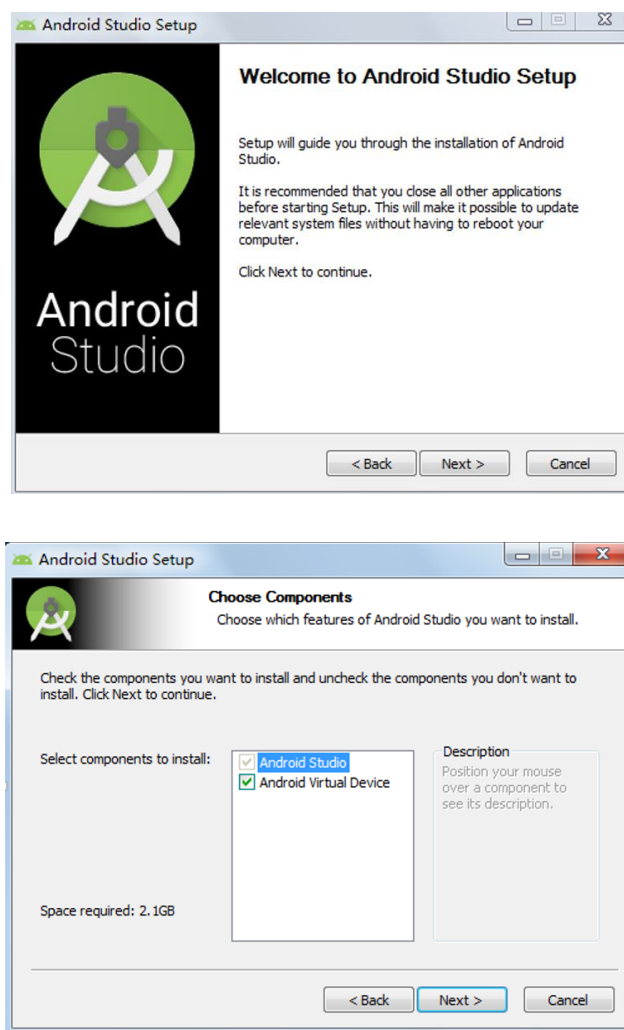 Android Studio Setup
Welcome to Android Studio Setup
Setup will guide you through the installation of Android
Studio.
It is recommended that you close all other applications
before starting Setup. This will make it possible to update
relevant system files without having to reboot your
computer.
Click Next to continue.
Android
Studio
< Back
Next >
Cancel
Android Studio Setup
Choose Components
Choose which features of Android Studio you want to install.
Check the components you want to install and uncheck the components you don't want to
install. Click Next to continue.
Select components to install:
Android Studio
Android Virtual Device
Description
Position your mouse
over a component to
see its description.
Space required: 2.1GB
< Back
Next >
Cancel